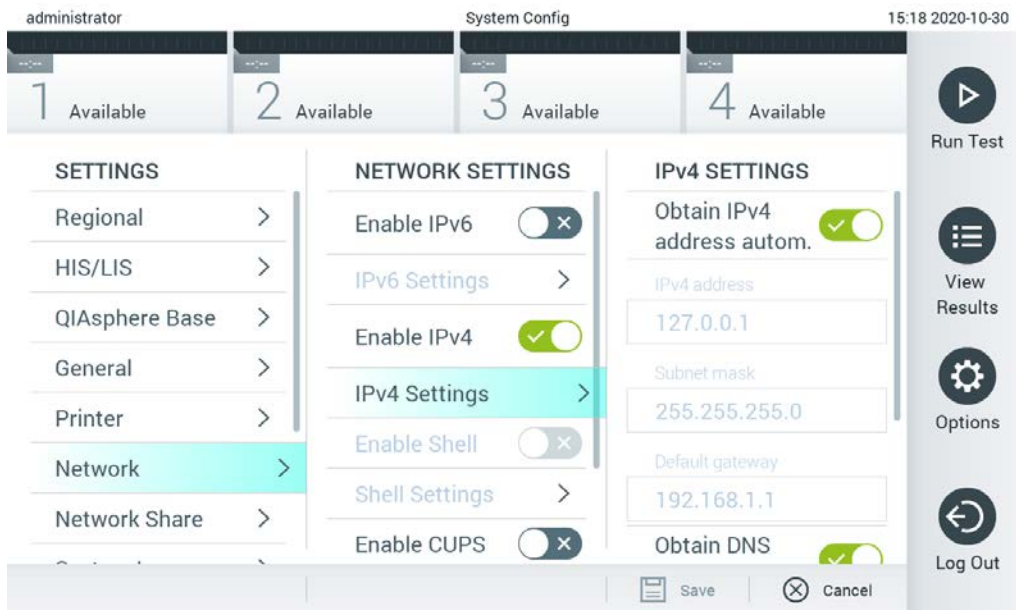 administrator
System Config
15:18 2020-10-30
--:--
--:--
--:--
--:--
1 Available
2 Available
3 Available
4 Available
SETTINGS
Regional
HIS/LIS
QIAsphere Base
General
Printer
Network
Network Share
NETWORK SETTINGS
Enable IPv6
IPv6 Settings
Enable IPv4
IPv4 Settings
Enable Shell
Shell Settings
Enable CUPS
IPv4 SETTINGS
Obtain IPv4
address autom.
IPv4 address
127.0.0.1
Subnet mask
255.255.255.0
Default gateway
192.168.1.1
Obtain DNS
Run Test
View
Results
Options
Log Out
Save
Cancel